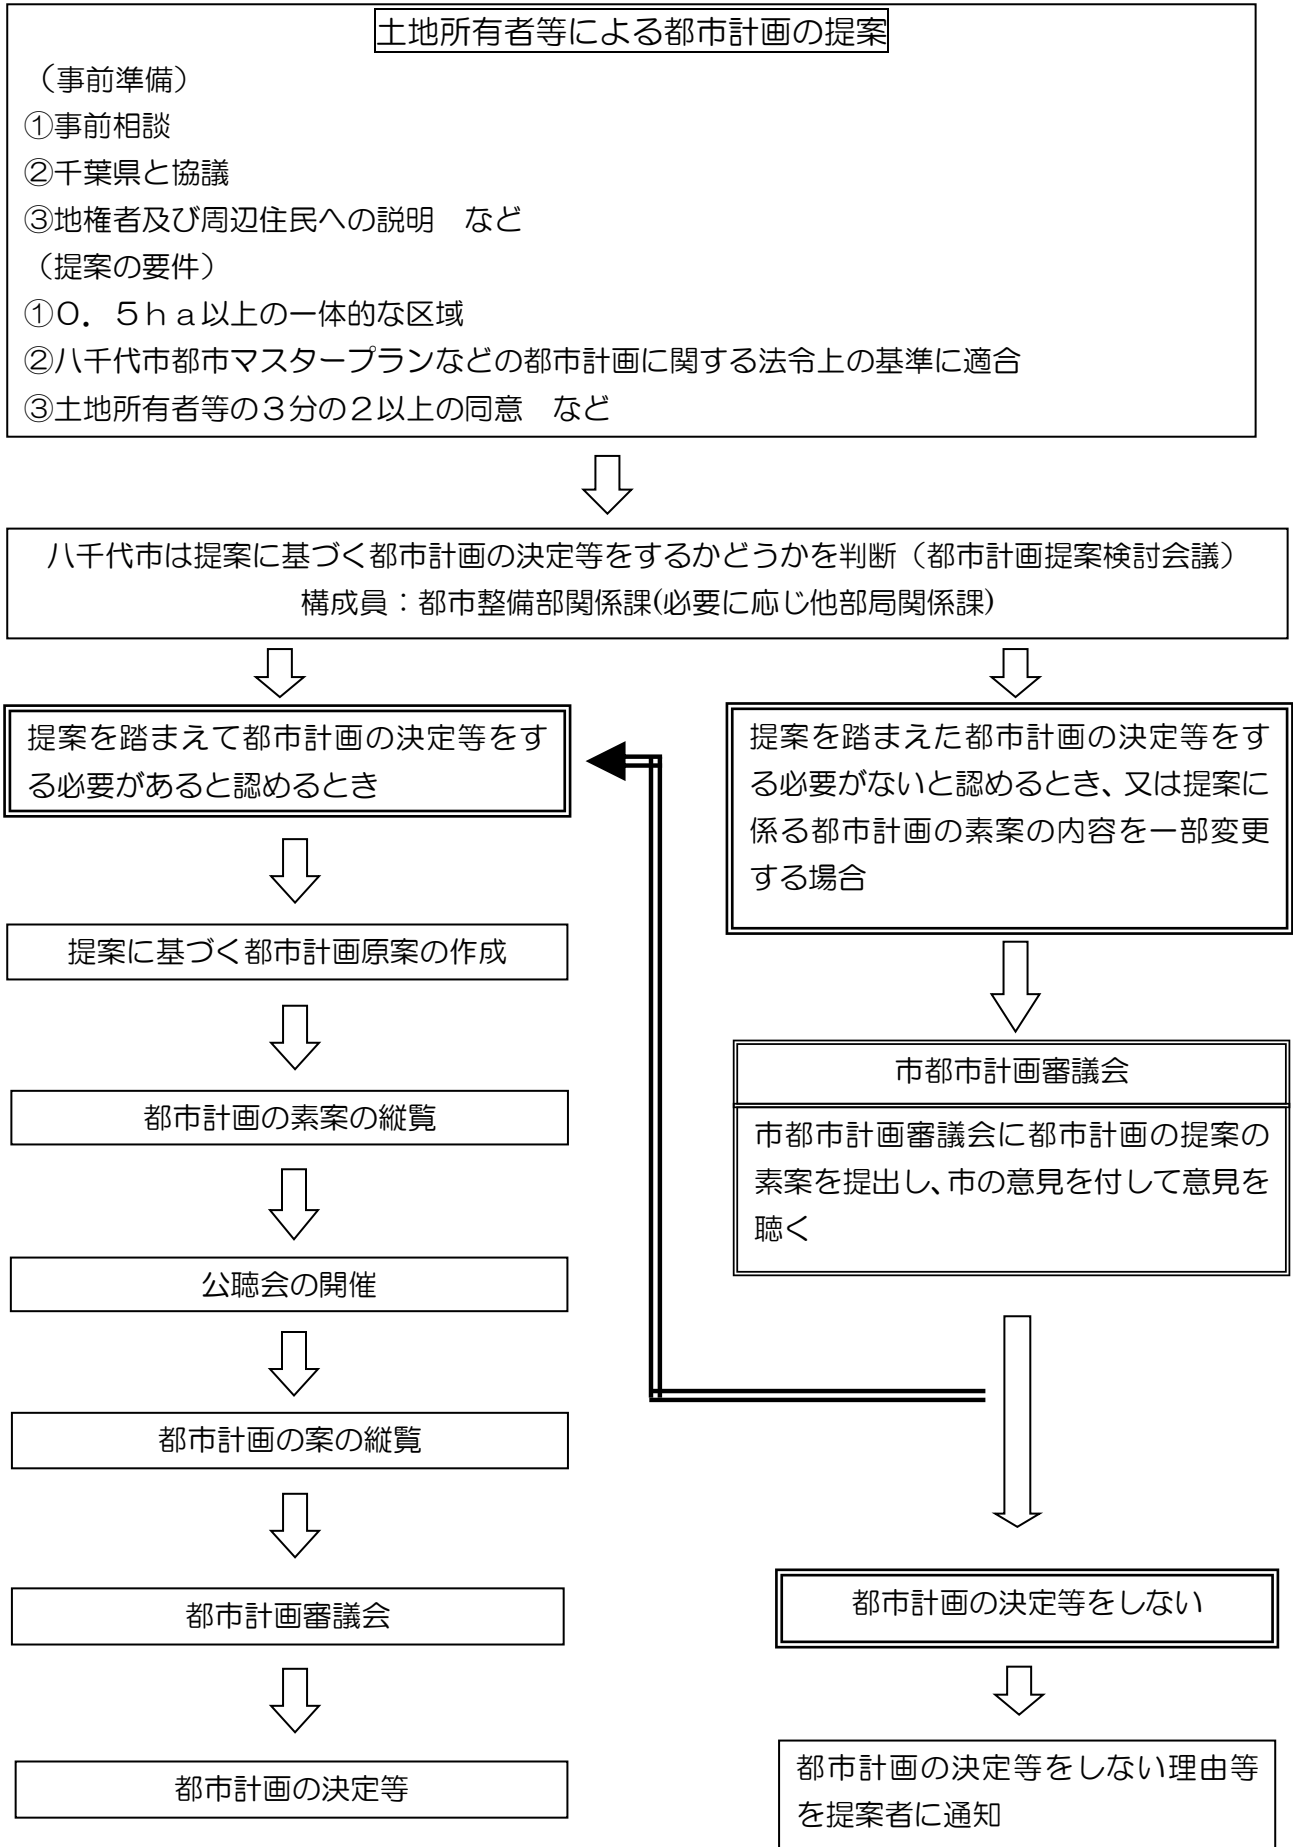 土地所有者等による都市計画の提案
（事前準備）
①事前相談
②千葉県と協議
③地権者及び周辺住民への説明　など
（提案の要件）
①０．５ｈａ以上の一体的な区域
②八千代市都市マスタープランなどの都市計画に関する法令上の基準に適合
③土地所有者等の３分の２以上の同意　など
八千代市は提案に基づく都市計画の決定等をするかどうかを判断（都市計画提案検討会議）
構成員：都市整備部関係課(必要に応じ他部局関係課)
提案を踏まえて都市計画の決定等をす
る必要があると認めるとき
提案に基づく都市計画原案の作成
都市計画の素案の縦覧
公聴会の開催
都市計画の案の縦覧
都市計画審議会
都市計画の決定等
提案を踏まえた都市計画の決定等をす
る必要がないと認めるとき、又は提案に
係る都市計画の素案の内容を一部変更
する場合
市都市計画審議会
市都市計画審議会に都市計画の提案の
素案を提出し、市の意見を付して意見を
聴く
都市計画の決定等をしない
都市計画の決定等をしない理由等
を提案者に通知